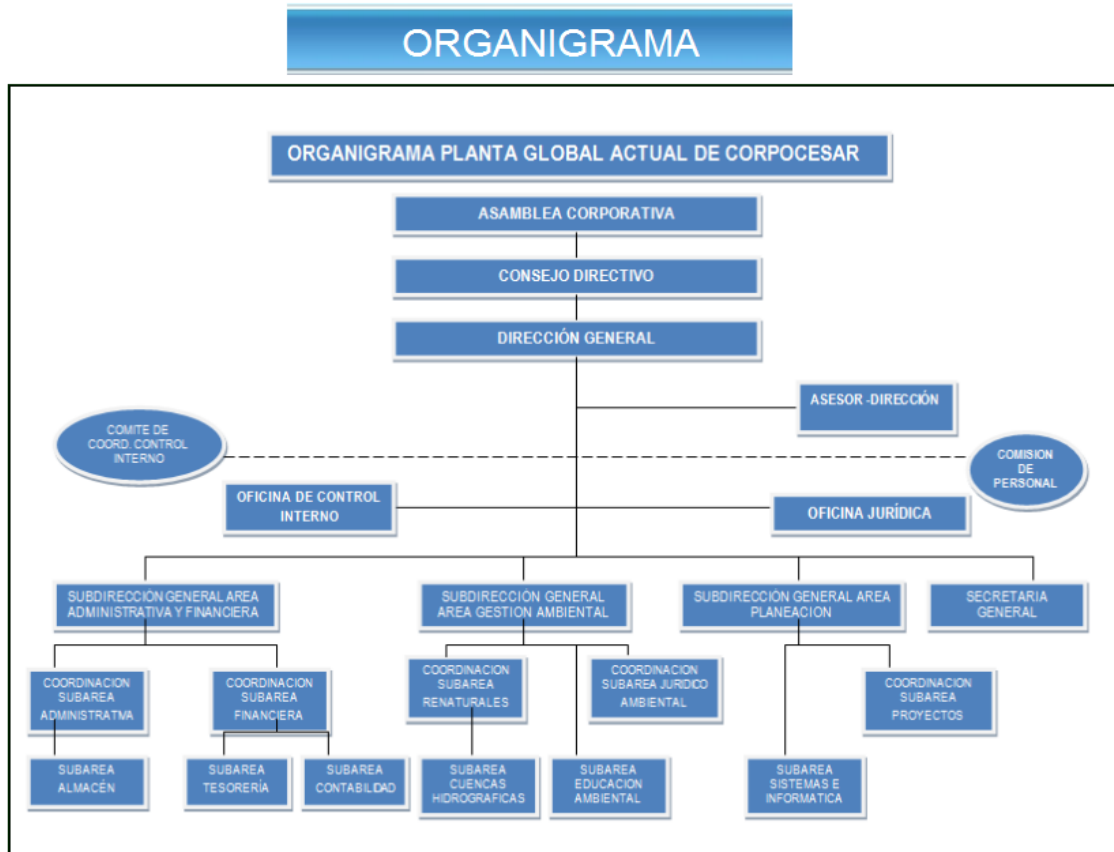 ORGANIGRAMA
ORGANIGRAMA PLANTA GLOBAL ACTUAL DE CORPOCESAR
ASAMBLEA CORPORATIVA
CONSEJO DIRECTIVO
DIRECCIÓN GENERAL
ASESOR -DIRECCIÓN
COMITE DE
COORD. CONTROL
INTERNO
COMISION
DE
PERSONAL
OFICINA DE CONTROL
INTERNO
OFICINA JURÍDICA
SUBDIRECCIÓN GENERAL AREA
ADMINISTRATIVA Y FINANCIERA
SUBDIRECCIÓN GENERAL
AREA GESTION AMBIENTAL
SUBDIRECCIÓN GENERAL AREA
PLANEACION
SECRETARIA
GENERAL
COORDINACION
SUBAREA
ADMINISTRATIVA
COORDINACION
SUBAREA
FINANCIERA
COORDINACION
SUBAREA
RENATURALES
COORDINACION
SUBAREA JURIDICO
AMBIENTAL
COORDINACION
SUBAREA
PROYECTOS
SUBAREA
ALMACÉN
SUBAREA
TESORERÍA
SUBAREA
CONTABILIDAD
SUBAREA
CUENCAS
HIDROGRAFICAS
SUBAREA
EDUCACION
AMBIENTAL
SUBAREA
SISTEMAS E
INFORMATICA